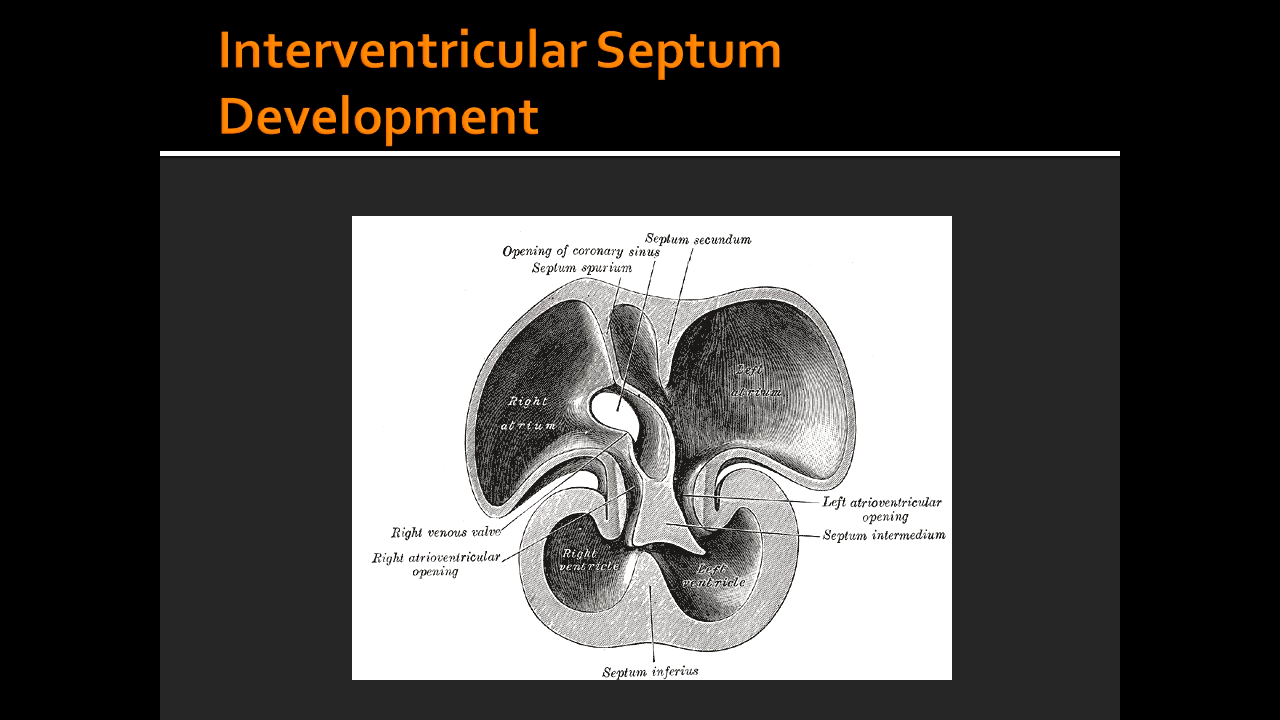 Interventricular Septum
Development
Septum secundum
Opening of coronary sinus
Septum spurium
Left
atrium
Right
atrium
Left atrioventricular
opening
Right venous valve
Septum intermedium
Right atrioventricular
opening
Right
ventricle
Left
ventricle
Septum inferius